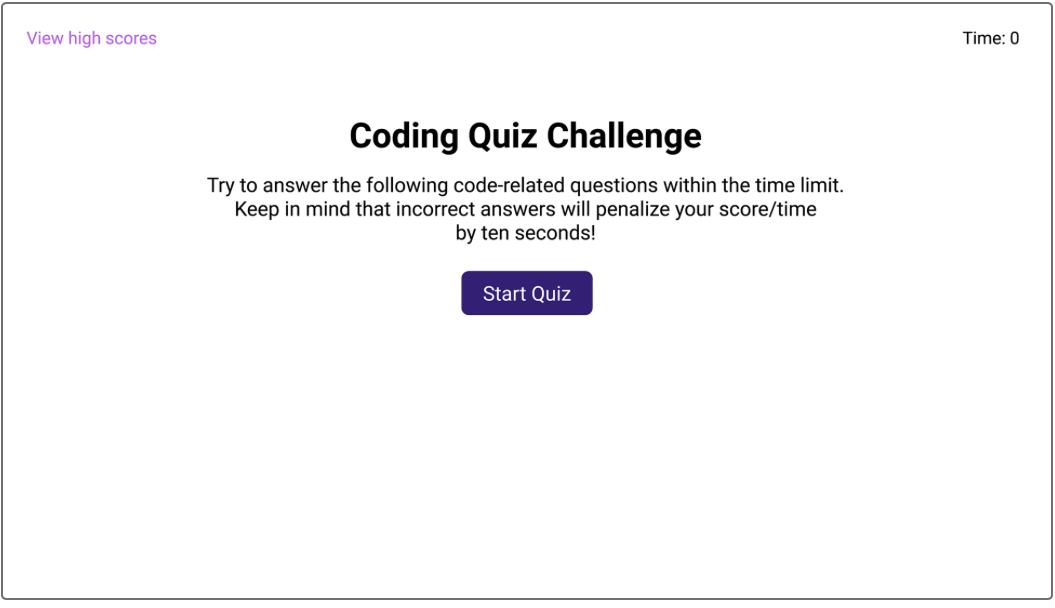 View high scores
Time: 0
Coding Quiz Challenge
Try to answer the following code-related questions within the time limit.
Keep in mind that incorrect answers will penalize your score/time
by ten seconds!
Start Quiz